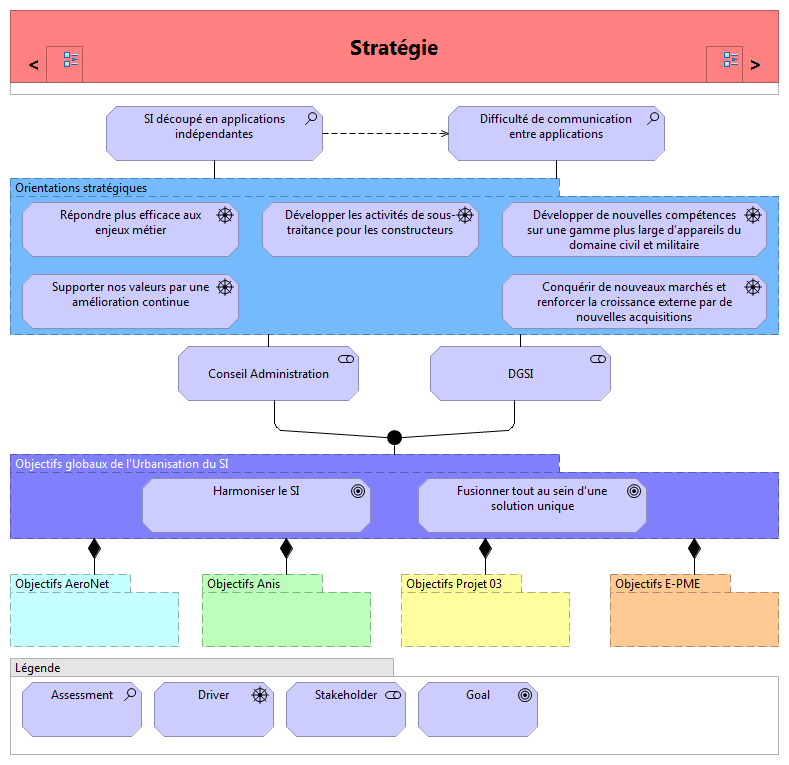 Stratégie
<
>
SI découpé en applications
indépendantes
Difficulté de communication
entre applications
Orientations stratégiques
Répondre plus efficace aux
enjeux métier
Développer les activités de sous-
traitance pour les constructeurs
Développer de nouvelles compétences
sur une gamme plus large d'appareils du
domaine civil et militaire
Supporter nos valeurs par une
amélioration continue
Conquérir de nouveaux marchés et
renforcer la croissance externe par de
nouvelles acquisitions
Conseil Administration
DGSI
Objectifs globaux de l'Urbanisation du SI
Harmoniser le SI
Fusionner tout au sein d'une
solution unique
Objectifs AeroNet
Objectifs Anis
Objectifs Projet 03
Objectifs E-PME
Légende
Assessment
Driver
Stakeholder
Goal